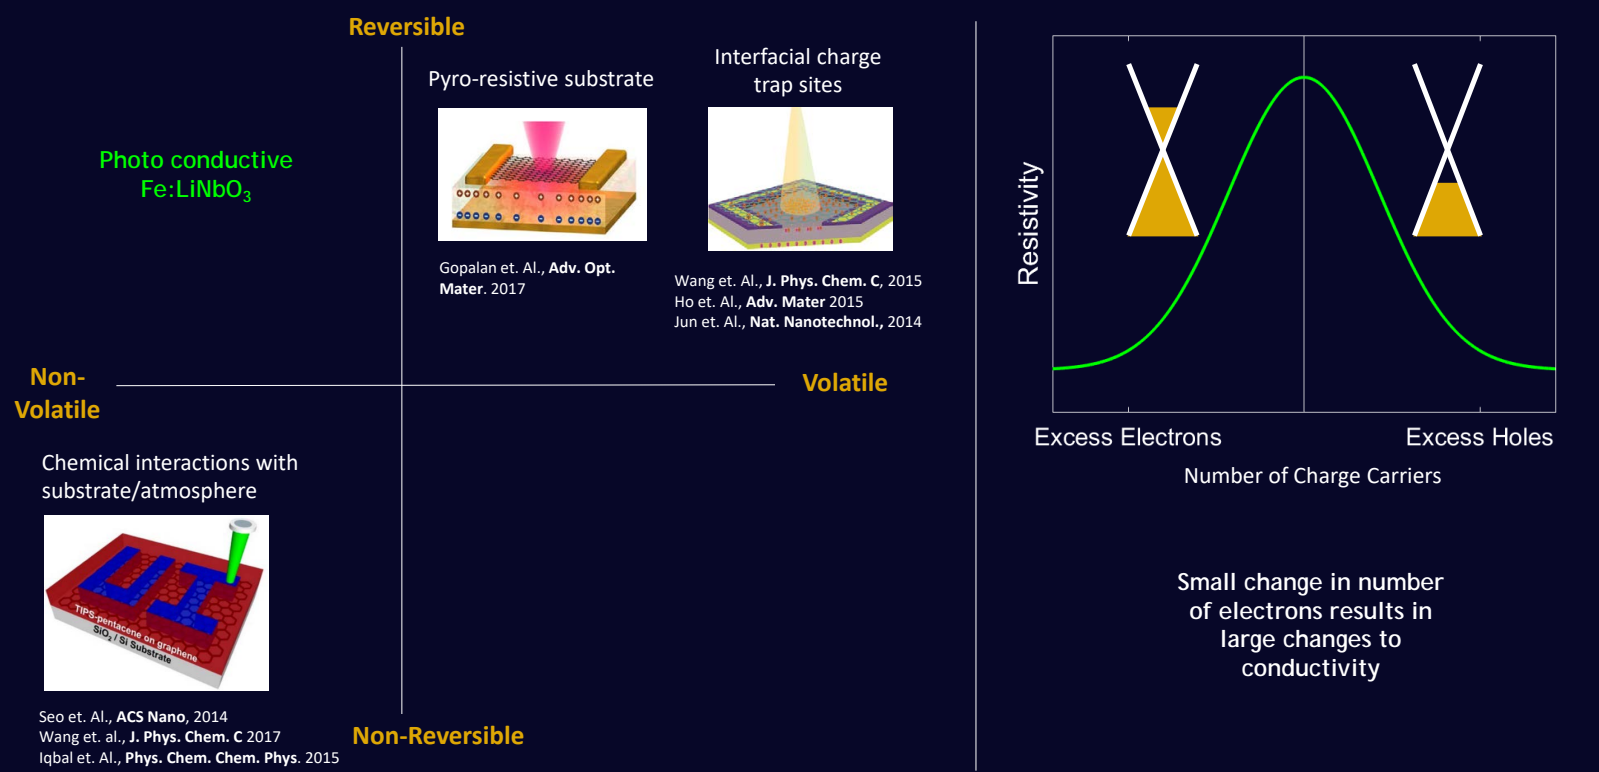 Reversible
Photo conductive
Fe:LiNbO₃
Pyro-resistive substrate
Gopalan et. Al., Adv. Opt.
Mater. 2017
Interfacial charge
trap sites
Wang et. Al., J. Phys. Chem. C, 2015
Ho et. Al., Adv. Mater 2015
Jun et. Al., Nat. Nanotechnol., 2014
Non-
Volatile
Volatile
Chemical interactions with
substrate/atmosphere
TIPS-pentacene on graphene
SiO₂ / Si Substrate
Seo et. Al., ACS Nano, 2014
Wang et. al., J. Phys. Chem. C 2017
Iqbal et. Al., Phys. Chem. Chem. Phys. 2015
Non-Reversible
Resistivity
Excess Electrons
Excess Holes
Number of Charge Carriers
Small change in number
of electrons results in
large changes to
conductivity